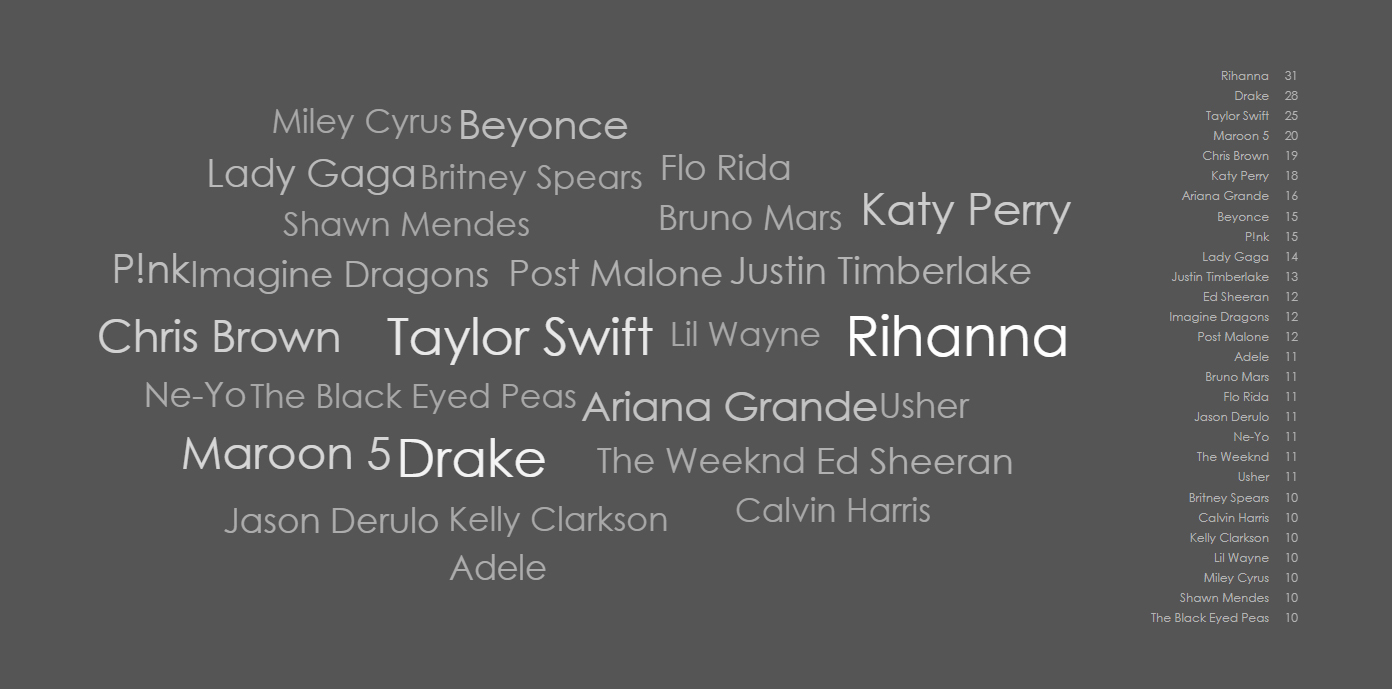 Miley Cyrus Beyonce
Lady Gaga Britney Spears Flo Rida
Shawn Mendes Bruno Mars Katy Perry
P!nk Imagine Dragons Post Malone Justin Timberlake
Chris Brown Taylor Swift Lil Wayne Rihanna
Ne-Yo The Black Eyed Peas Ariana Grande Usher
Maroon 5 Drake The Weeknd Ed Sheeran
Jason Derulo Kelly Clarkson Calvin Harris
Adele
Rihanna 31
Drake 28
Taylor Swift 25
Maroon 5 20
Chris Brown 19
Katy Perry 18
Ariana Grande 16
Beyonce 15
P!nk 15
Lady Gaga 14
Justin Timberlake 13
Ed Sheeran 12
Imagine Dragons 12
Post Malone 12
Adele 11
Bruno Mars 11
Flo Rida 11
Jason Derulo 11
Ne-Yo 11
The Weeknd 11
Usher 11
Britney Spears 10
Calvin Harris 10
Kelly Clarkson 10
Lil Wayne 10
Miley Cyrus 10
Shawn Mendes 10
The Black Eyed Peas 10